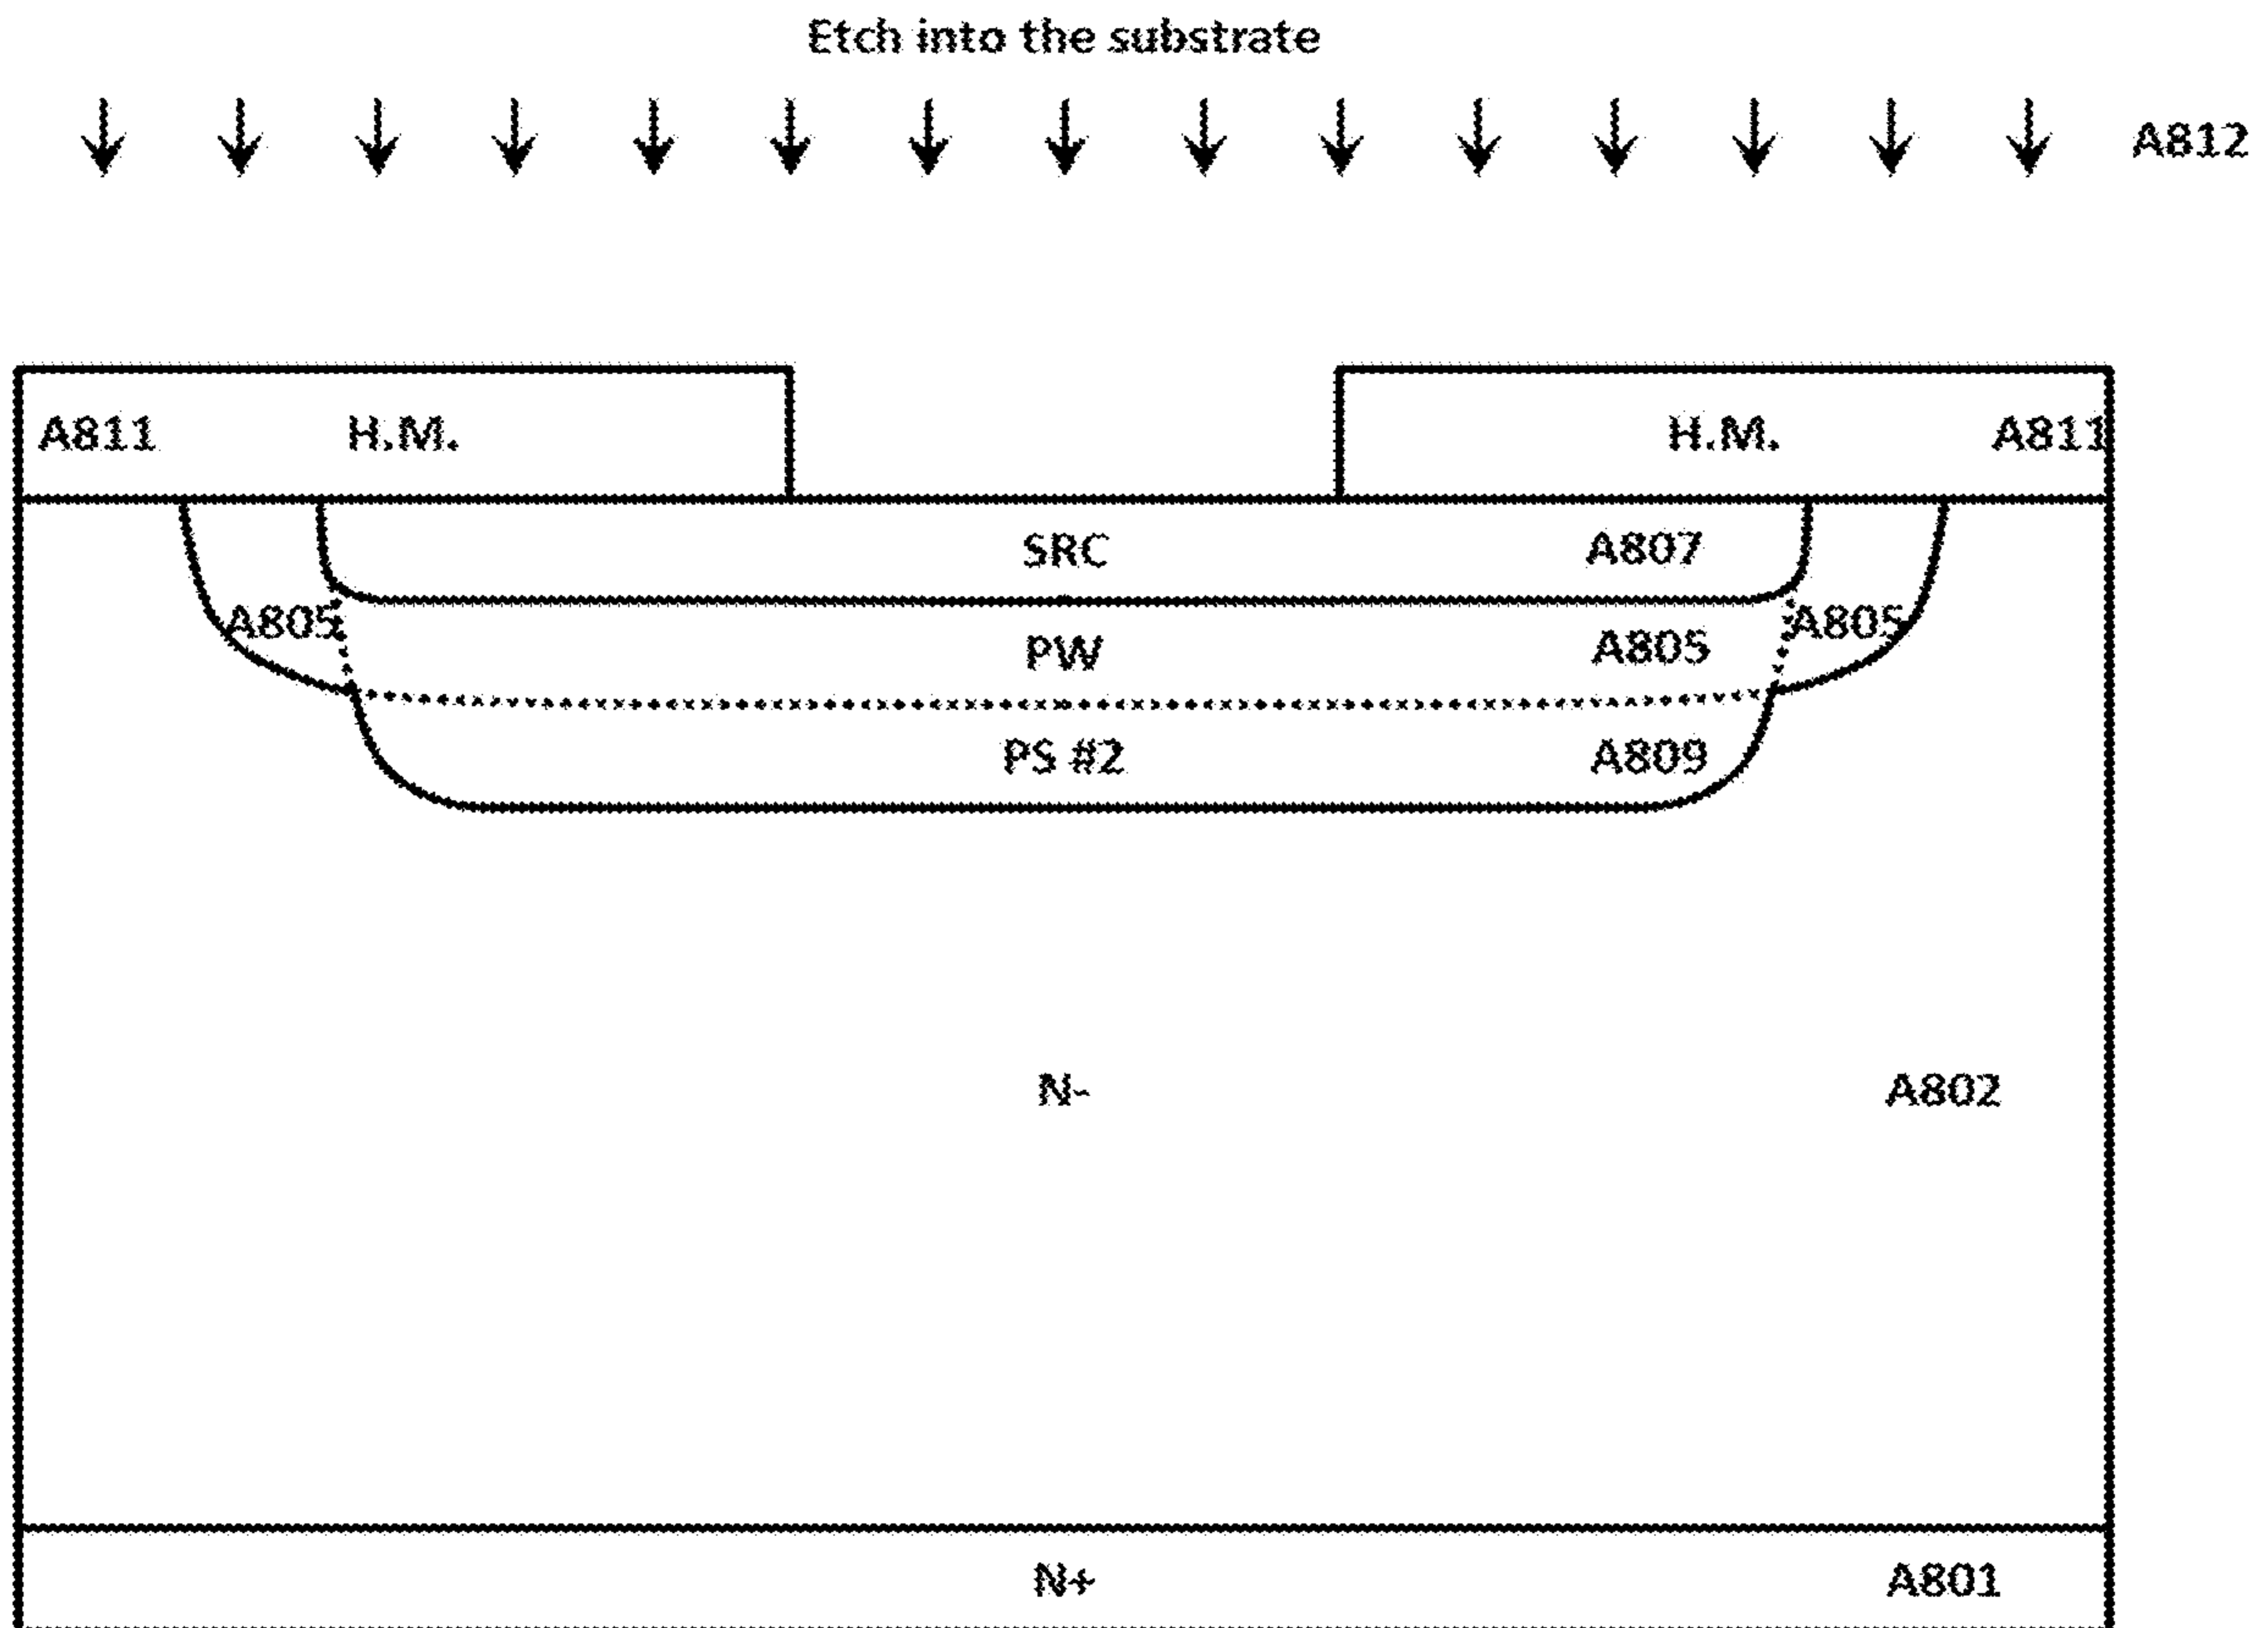 Etch into the substrate
A812
A811 H.M. H.M. A811
SRC A807
A805 PW A805 A805
PS #2 A809
N- A802
N+ A801